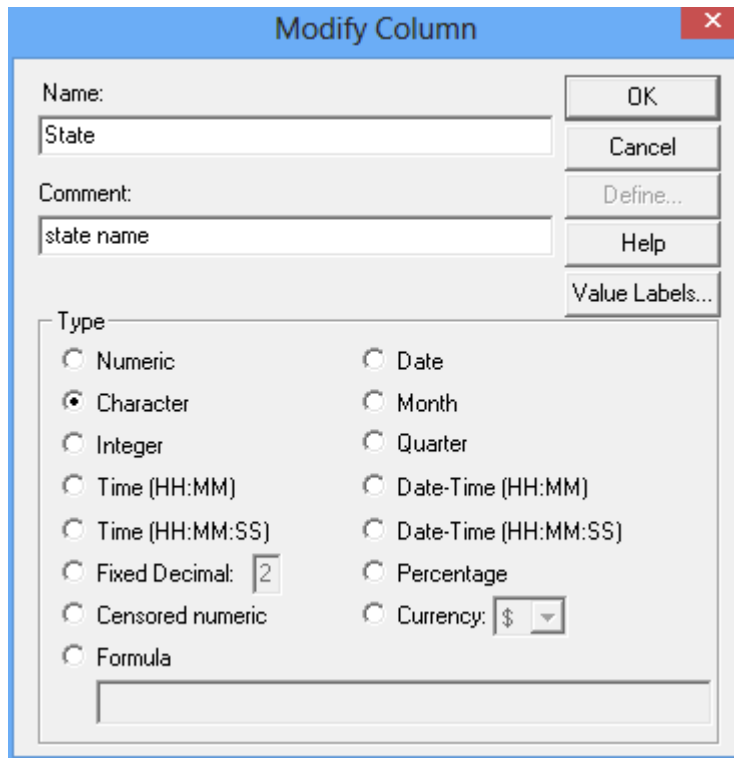 Modify Column
Name:
State
Comment:
state name
OK
Cancel
Define...
Help
Value Labels...
Type
Numeric
Character
Integer
Time (HH:MM)
Time (HH:MM:SS)
Fixed Decimal: 2
Censored numeric
Formula
Date
Month
Quarter
Date-Time (HH:MM)
Date-Time (HH:MM:SS)
Percentage
Currency: $